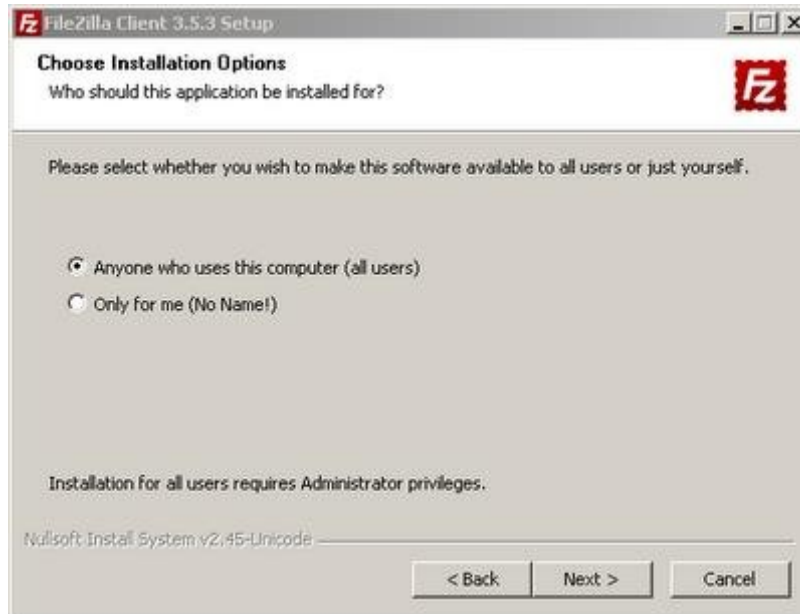 Fz FileZilla Client 3.5.3 Setup
Choose Installation Options
Who should this application be installed for?
Fz
Please select whether you wish to make this software available to all users or just yourself.
Anyone who uses this computer (all users)
Only for me (No Name!)
Installation for all users requires Administrator privileges.
Nullsoft Install System v2.45-Unicode
< Back Next > Cancel